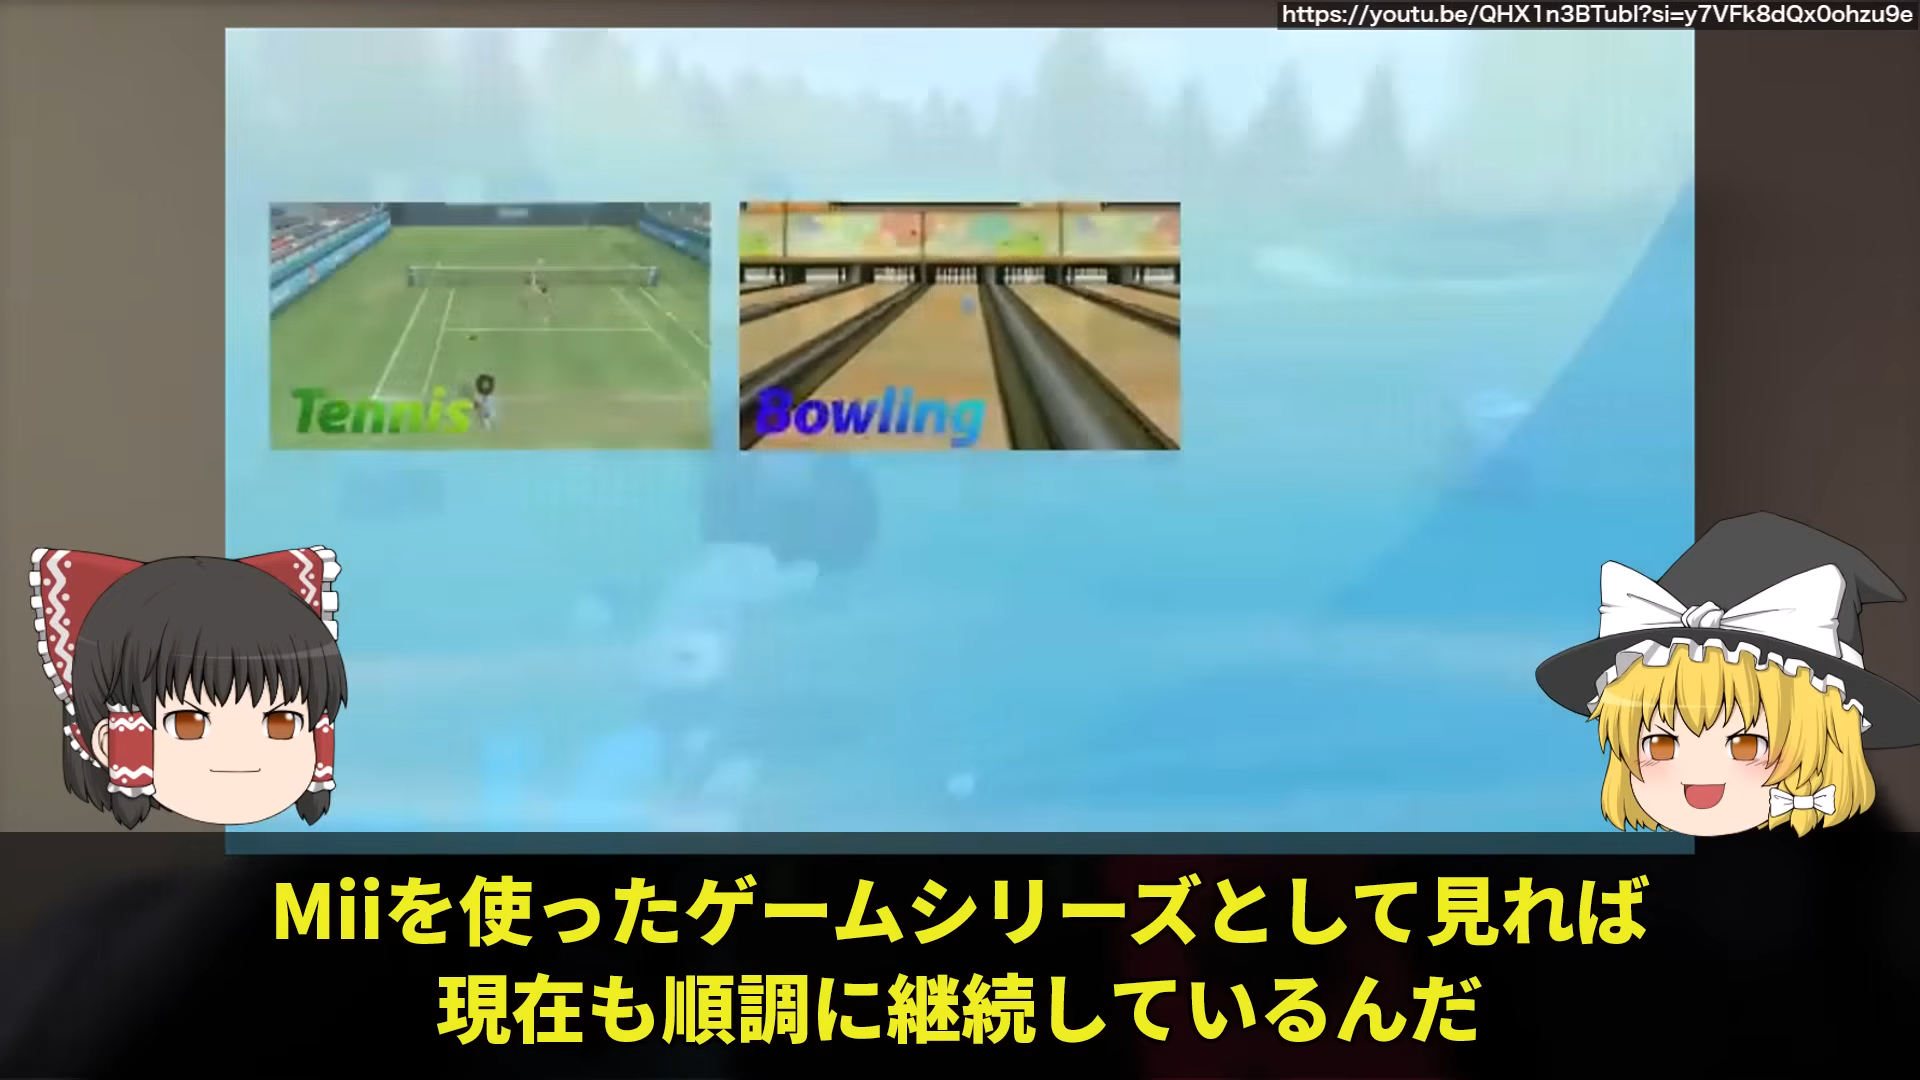 https://youtu.be/QHX1n3BTubI?si=y7VFk8dQx0ohzu9e
Tennis
Bowling
Miiを使ったゲームシリーズとして見れば
現在も順調に継続しているんだ